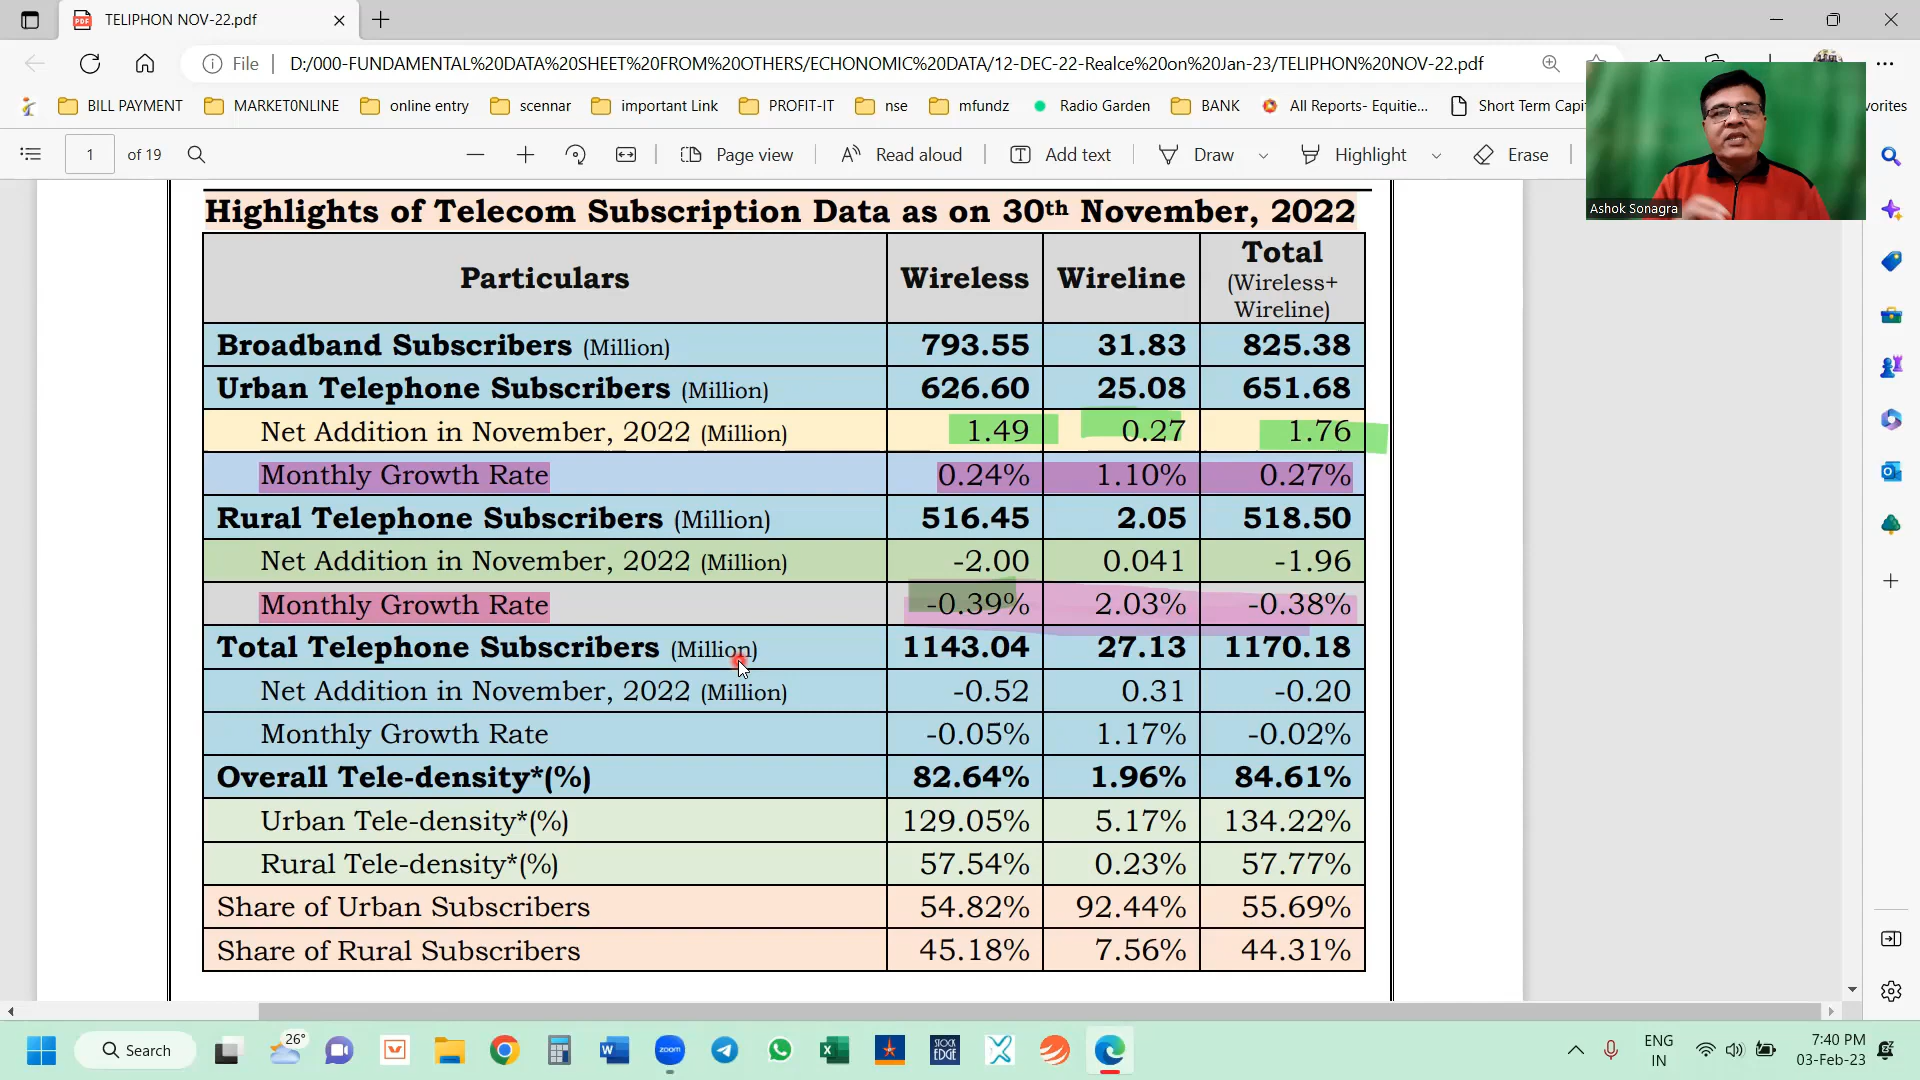 TELIPHON NOV-22.pdf
File
D:/000-FUNDAMENTAL%20DATA%20SHEET%20FROM%20OTHERS/ECHONOMIC%20DATA/12-DEC-22-Realce%20on%20Jan-23/TELIPHON%20NOV-22.pdf
BILL PAYMENT MARKET0NLINE online entry scennar important Link PROFIT-IT nse mfundz Radio Garden BANK All Reports- Equitie... Short Term Capi vorites
1 of 19 Page view Read aloud Add text Draw Highlight Erase
Ashok Sonagra
Highlights of Telecom Subscription Data as on 30th November, 2022
Particulars Wireless Wireline Total (Wireless+ Wireline)
Broadband Subscribers (Million) 793.55 31.83 825.38
Urban Telephone Subscribers (Million) 626.60 25.08 651.68
Net Addition in November, 2022 (Million) 1.49 0.27 1.76
Monthly Growth Rate 0.24% 1.10% 0.27%
Rural Telephone Subscribers (Million) 516.45 2.05 518.50
Net Addition in November, 2022 (Million) -2.00 0.041 -1.96
Monthly Growth Rate -0.39% 2.03% -0.38%
Total Telephone Subscribers (Million) 1143.04 27.13 1170.18
Net Addition in November, 2022 (Million) -0.52 0.31 -0.20
Monthly Growth Rate -0.05% 1.17% -0.02%
Overall Tele-density*(%) 82.64% 1.96% 84.61%
Urban Tele-density*(%) 129.05% 5.17% 134.22%
Rural Tele-density*(%) 57.54% 0.23% 57.77%
Share of Urban Subscribers 54.82% 92.44% 55.69%
Share of Rural Subscribers 45.18% 7.56% 44.31%
Search 26° zoom STOCK EDGE ENG IN 7:40 PM 03-Feb-23